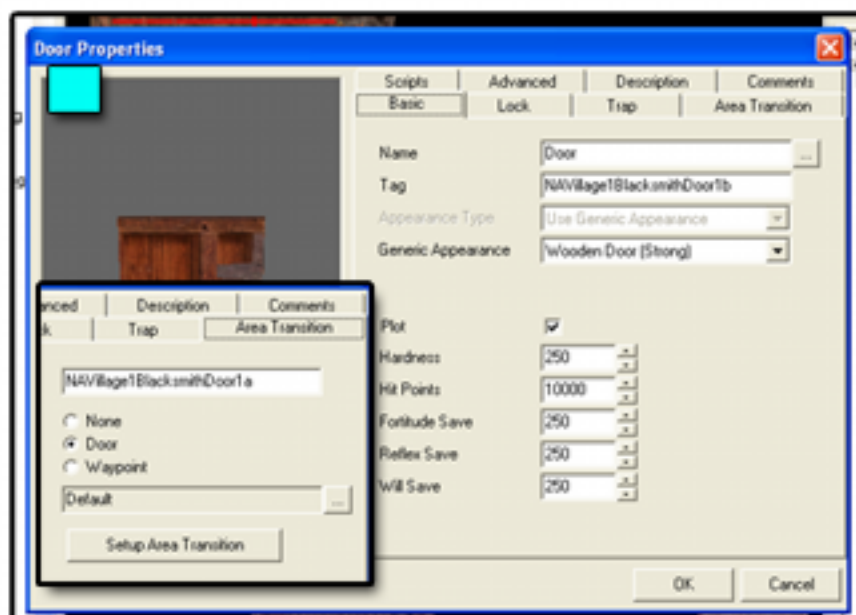 Door Properties
Scripts Advanced Description Comments
Basic Lock Trap Area Transition
Name Door ...
Tag NAVillage1BlacksmithDoor1b
Appearance Type Use Generic Appearance
Generic Appearance Wooden Door (Strong)
Plot
Hardness 250
Hit Points 10000
Fortitude Save 250
Reflex Save 250
Will Save 250
OK Cancel
Description Comments
Trap Area Transition
NAVillage1BlacksmithDoor1a
None
Door
Waypoint
Default ...
Setup Area Transition